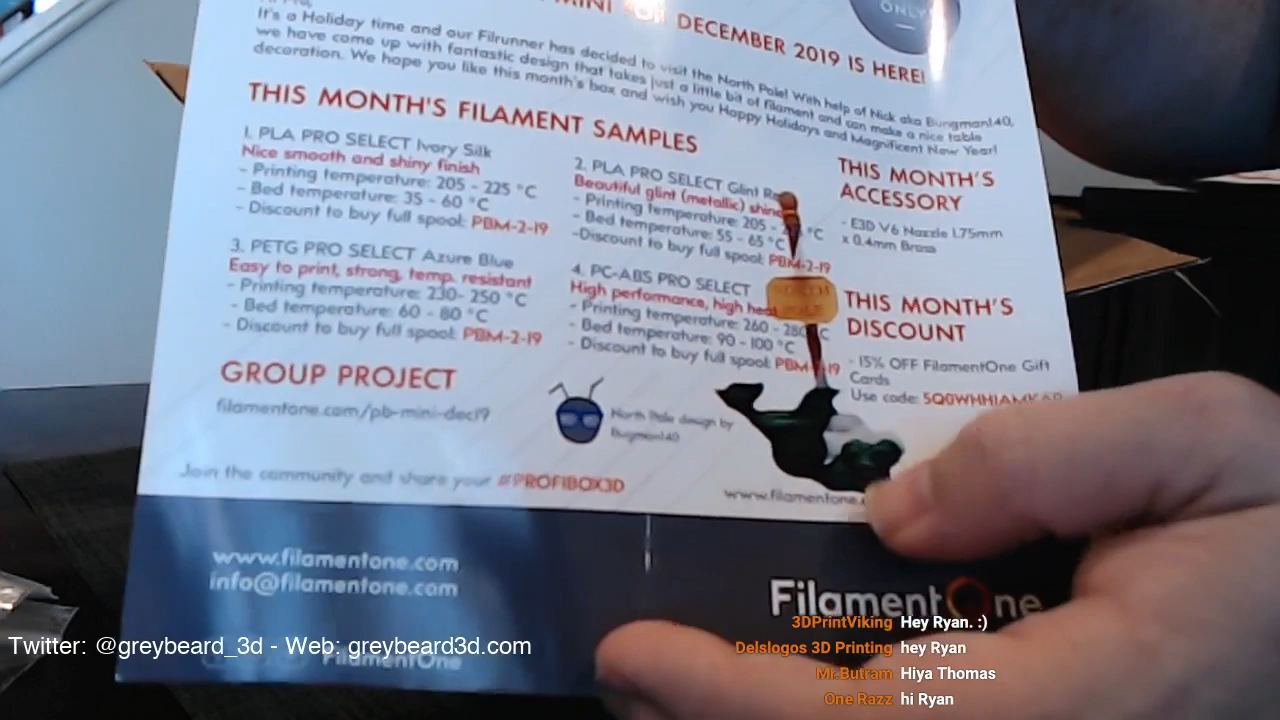 MINI FOR DECEMBER 2019 IS HERE!
ONLY
It's a Holiday time and our Filrunner has decided to visit the North Pole! With help of Nick aka Bungman140,
we have come up with fantastic design that takes just a little bit of filament and can make a nice table
decoration. We hope you like this month's box and wish you Happy Holidays and Magnificent New Year!
THIS MONTH'S FILAMENT SAMPLES
1. PLA PRO SELECT Ivory Silk
Nice smooth and shiny finish
- Printing temperature: 205 - 225 °C
- Bed temperature: 35 - 60 °C
- Discount to buy full spool: PBM-2-19
2. PLA PRO SELECT Glint
Beautiful glint (metallic) shine
- Printing temperature: 205 - °C
- Bed temperature: 55 - 65 °C
-Discount to buy full spool: PBM-2-19
3. PETG PRO SELECT Azure Blue
Easy to print, strong, temp. resistant
- Printing temperature: 230- 250 °C
- Bed temperature: 60 - 80 °C
- Discount to buy full spool: PBM-2-19
4. PC-ABS PRO SELECT
High performance, high heat
- Printing temperature: 260 - 280 °C
- Bed temperature: 90 - 100 °C
- Discount to buy full spool: PBM-2-19
THIS MONTH'S
ACCESSORY
- E3D V6 Nozzle 1.75mm
x 0.4mm Brass
THIS MONTH'S
DISCOUNT
- 15% OFF FilamentOne Gift
Cards
Use code:
GROUP PROJECT
filamentone.com/pb-mini-dec19
North Pole design by
Bugman140
Join the community and share your #PROFIBOX3D
www.filamentone.
www.filamentone.com
info@filamentone.com
FilamentOne
FilamentOne
Twitter: @greybeard_3d - Web: greybeard3d.com
3DPrintViking Hey Ryan. :)
Delslogos 3D Printing hey Ryan
Mr.Butram Hiya Thomas
One Razz hi Ryan